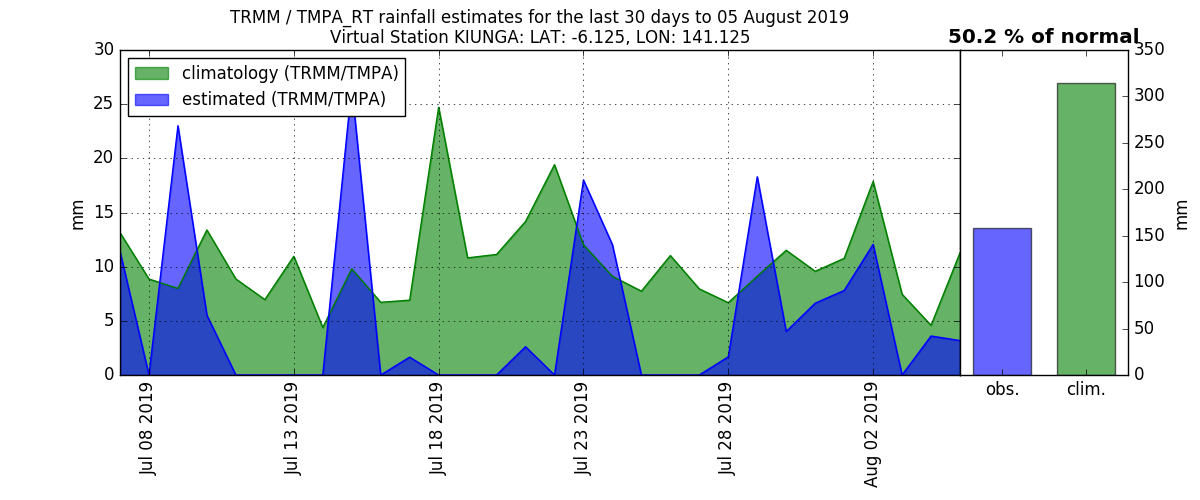 TRMM / TMPA_RT rainfall estimates for the last 30 days to 05 August 2019
Virtual Station KIUNGA: LAT: -6.125, LON: 141.125
50.2 % of normal
climatology (TRMM/TMPA)
estimated (TRMM/TMPA)
30
25
20
15
10
5
0
mm
Jul 08 2019
Jul 13 2019
Jul 18 2019
Jul 23 2019
Jul 28 2019
Aug 02 2019
obs.
clim.
350
300
250
200
150
100
50
0
mm